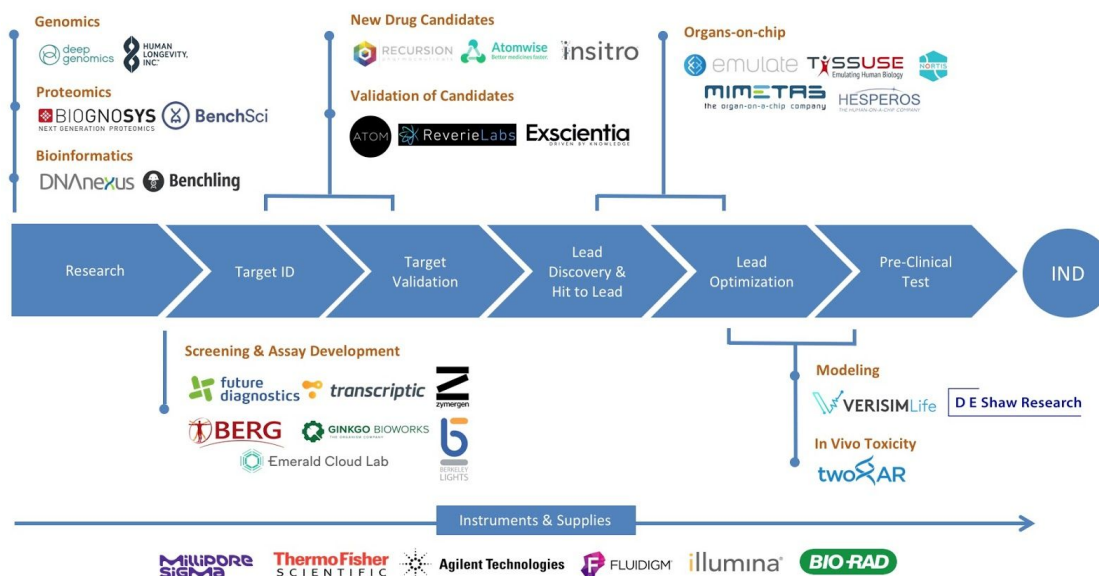 Genomics
deep genomics
HUMAN LONGEVITY, INC.
Proteomics
BIOGNOSYS
NEXT GENERATION PROTEOMICS
BenchSci
Bioinformatics
DNAnexus
Benchling
New Drug Candidates
RECURSION
PHARMACEUTICALS
Atomwise
Better medicines faster
insitro
Validation of Candidates
ATOM
ReverieLabs
Exscientia
DRIVEN BY KNOWLEDGE
Organs-on-chip
emulate
TISSUSE
Emulating Human Biology
NORTIS
MIMETAS
the organ-on-a-chip company
HESPEROS
THE HUMAN-ON-A-CHIP COMPANY
Research
Target ID
Target
Validation
Lead
Discovery &
Hit to Lead
Lead
Optimization
Pre-Clinical
Test
IND
Screening & Assay Development
future
diagnostics
transcriptic
zymergen
BERG
GINKGO BIOWORKS
THE ORGANISM COMPANY
BERKELEY
LIGHTS
Emerald Cloud Lab
Modeling
VERISIMLife
D E Shaw Research
In Vivo Toxicity
twoXAR
Instruments & Supplies
MILLIPORE
SIGMA
ThermoFisher
SCIENTIFIC
Agilent Technologies
FLUIDIGM
illumina®
BIO-RAD